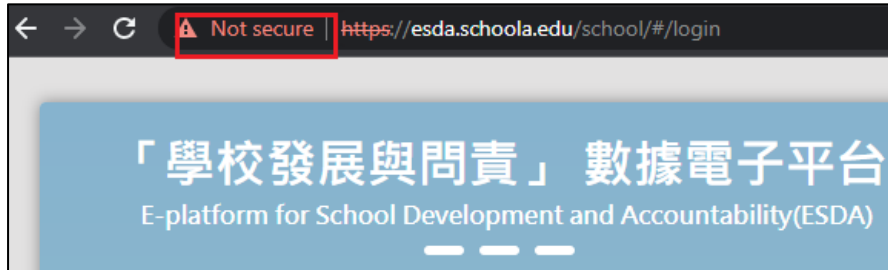 Not secure | https://esda.schoola.edu/school/#/login
「學校發展與問責」 數據電子平台
E-platform for School Development and Accountability(ESDA)